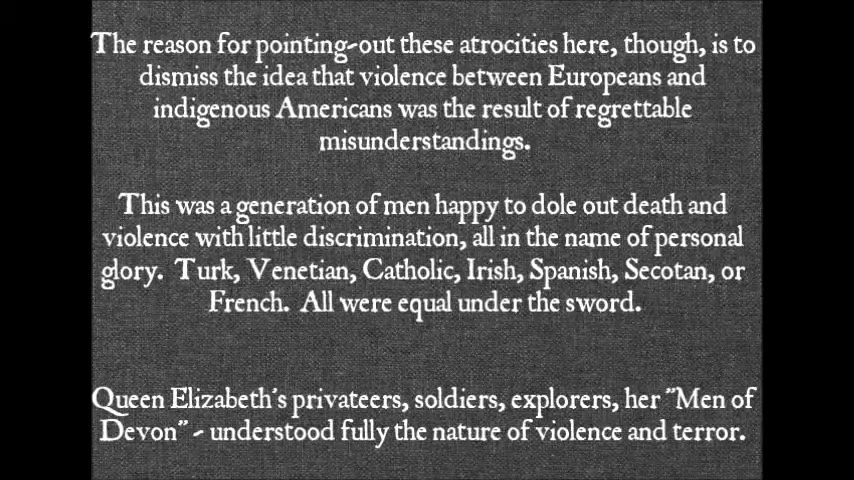 The reason for pointing-out these atrocities here, though, is to
dismiss the idea that violence between Europeans and
indigenous Americans was the result of regrettable
misunderstandings.
This was a generation of men happy to dole out death and
violence with little discrimination, all in the name of personal
glory. Turk, Venetian, Catholic, Irish, Spanish, Secotan, or
French. All were equal under the sword.
Queen Elizabeth's privateers, soldiers, explorers, her "Men of
Devon" - understood fully the nature of violence and terror.